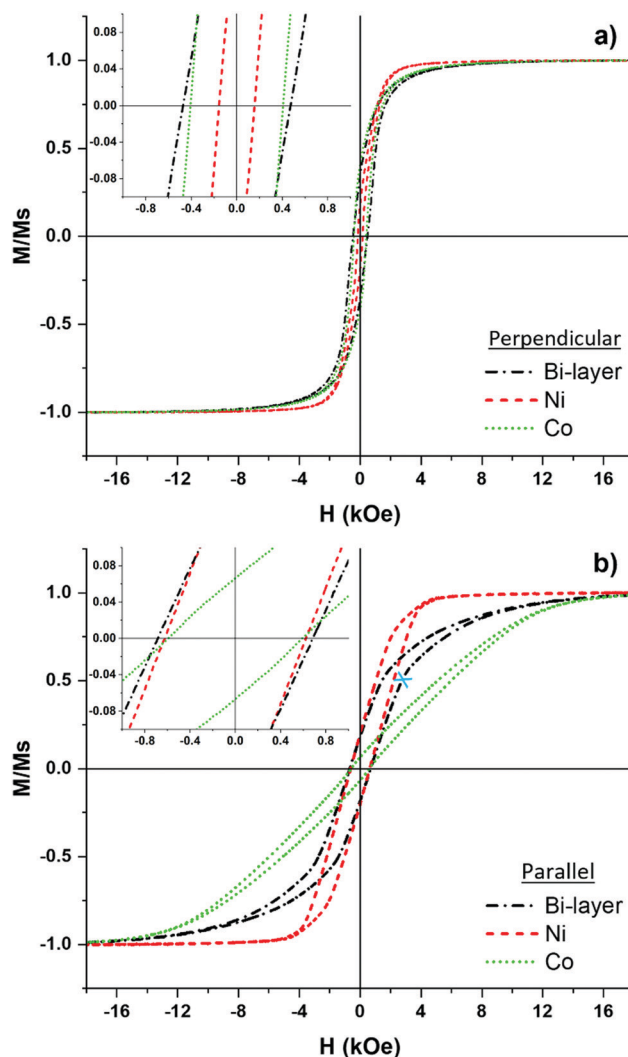 a)
0.08
0.04
0.00
-0.04
-0.08
-0.8 -0.4 0.0 0.4 0.8
1.0
0.5
0.0
-0.5
-1.0
M/Ms
Perpendicular
Bi-layer
Ni
Co
-16 -12 -8 -4 0 4 8 12 16
H (kOe)
b)
0.08
0.04
0.00
-0.04
-0.08
-0.8 -0.4 0.0 0.4 0.8
1.0
0.5
0.0
-0.5
-1.0
M/Ms
Parallel
Bi-layer
Ni
Co
-16 -12 -8 -4 0 4 8 12 16
H (kOe)